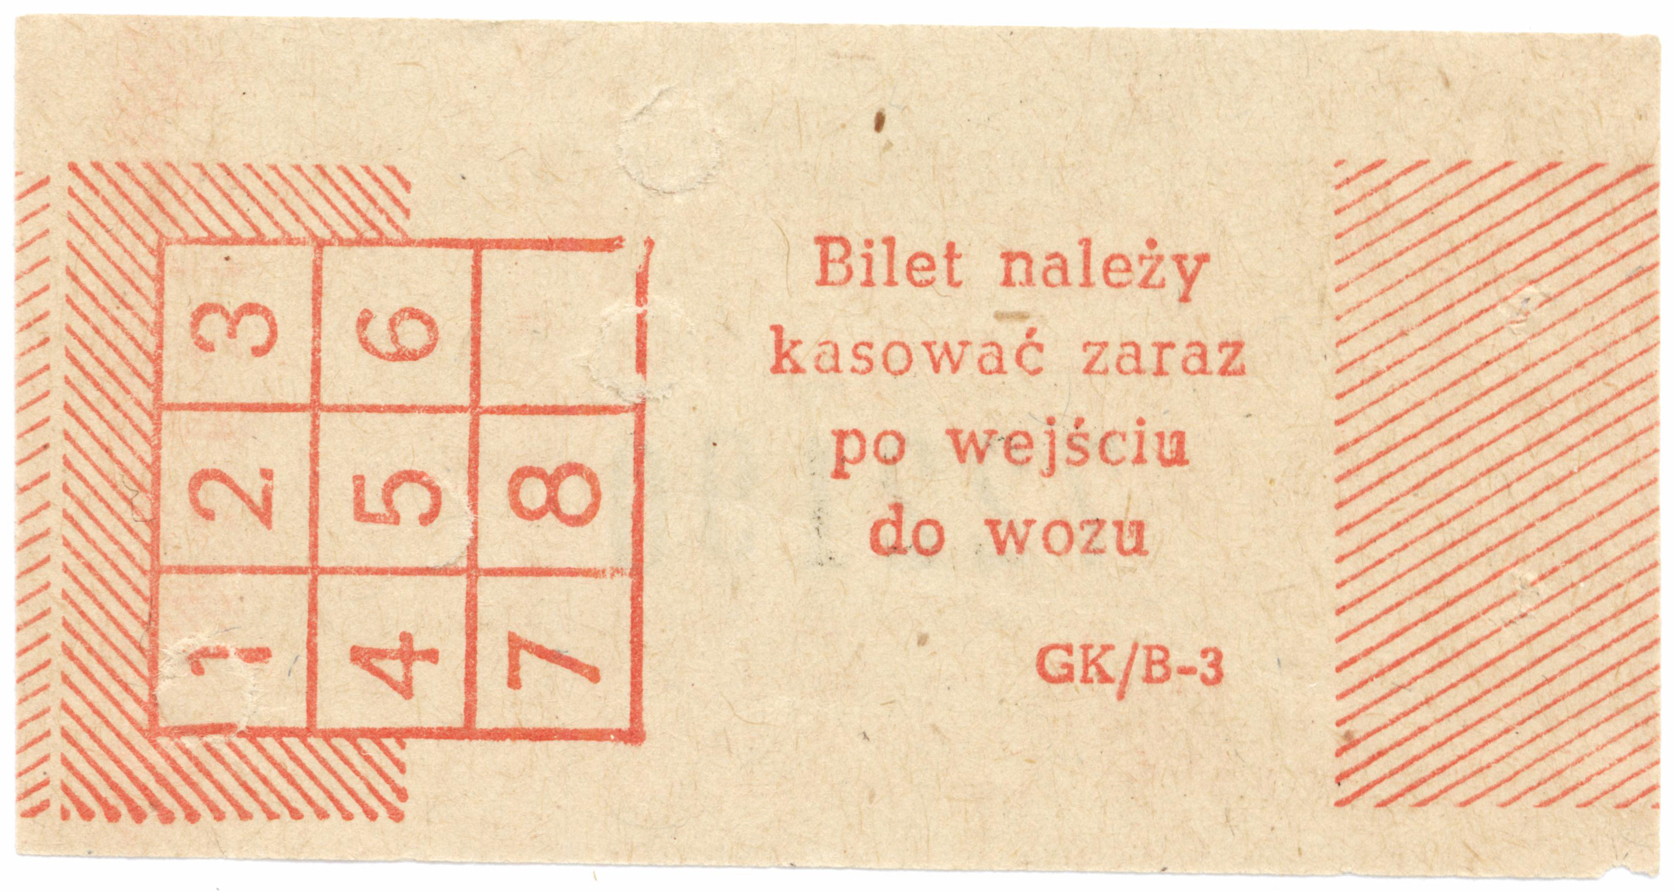 3 6
2 5 8
1 4 7
Bilet należy
kasować zaraz
po wejściu
do wozu
GK/B-3